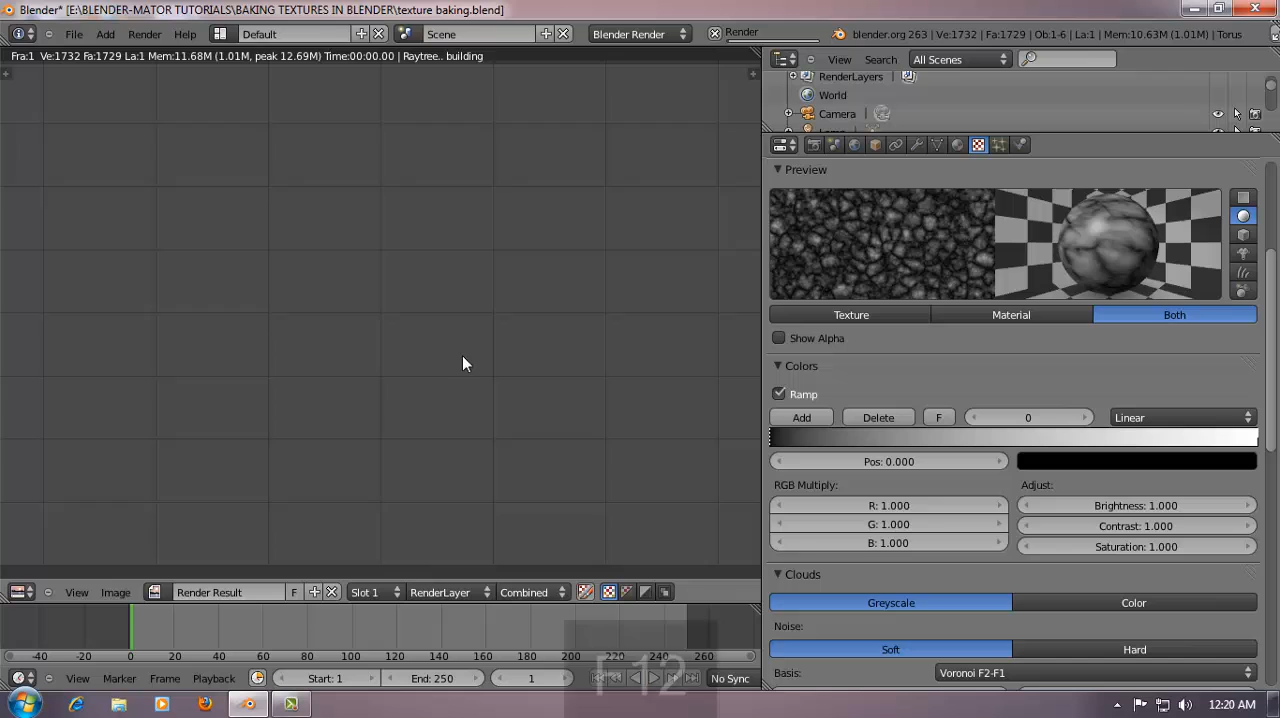 Blender* [E:\BLENDER-MATOR TUTORIALS\BAKING TEXTURES IN BLENDER\texture baking.blend]
File Add Render Help Default Scene Blender Render Render blender.org 263 | Ve:1732 | Fa:1729 | Ob:1-6 | La:1 | Mem:10.63M (1.01M) | Torus
Fra:1 Ve:1732 Fa:1729 La:1 Mem:11.68M (1.01M, peak 12.69M) Time:00:00.00 | Raytree.. building
View Search All Scenes
RenderLayers
World
Camera
Preview
Texture Material Both
Show Alpha
Colors
Ramp
Add Delete F 0 Linear
Pos: 0.000
RGB Multiply: Adjust:
R: 1.000 Brightness: 1.000
G: 1.000 Contrast: 1.000
B: 1.000 Saturation: 1.000
Clouds
Greyscale Color
Noise:
Soft Hard
Basis: Voronoi F2-F1
View Image Render Result F Slot 1 RenderLayer Combined
-40 -20 0 20 40 60 80 100 120 140 160 180 200 220 240 260
F12
View Marker Frame Playback Start: 1 End: 250 1 No Sync
12:20 AM